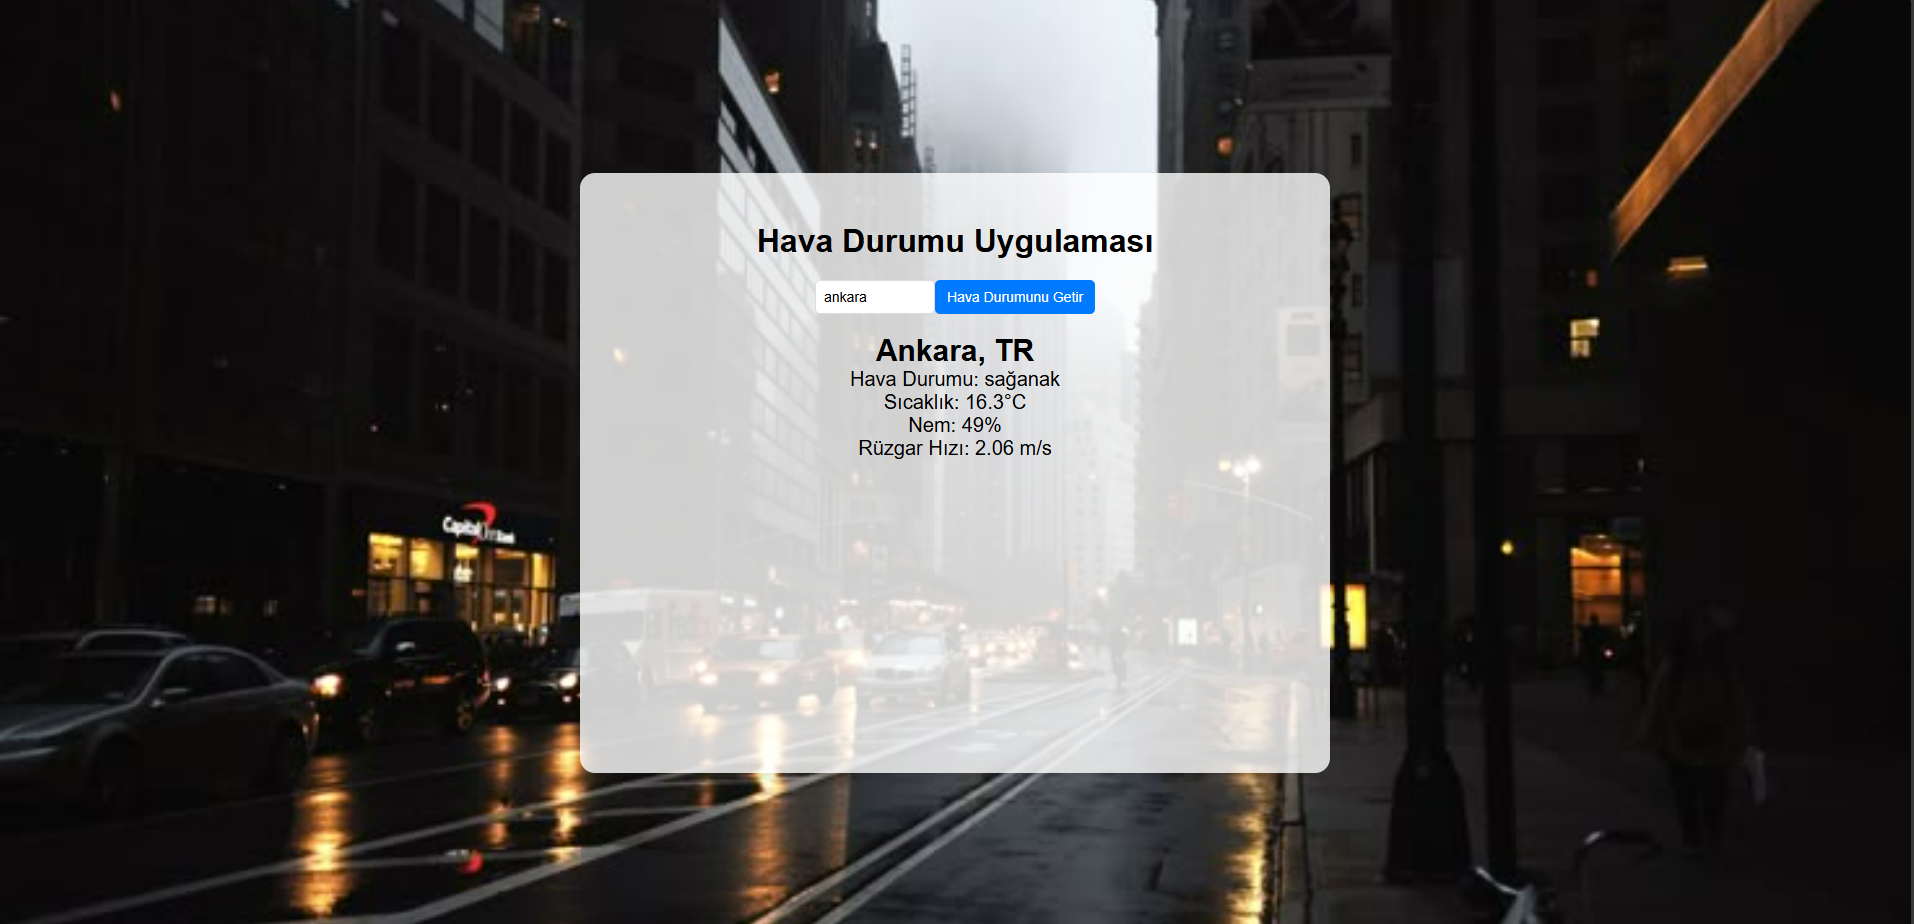 Hava Durumu Uygulaması
ankara Hava Durumunu Getir
Ankara, TR
Hava Durumu: sağanak
Sıcaklık: 16.3°C
Nem: 49%
Rüzgar Hızı: 2.06 m/s
Capital One Bank